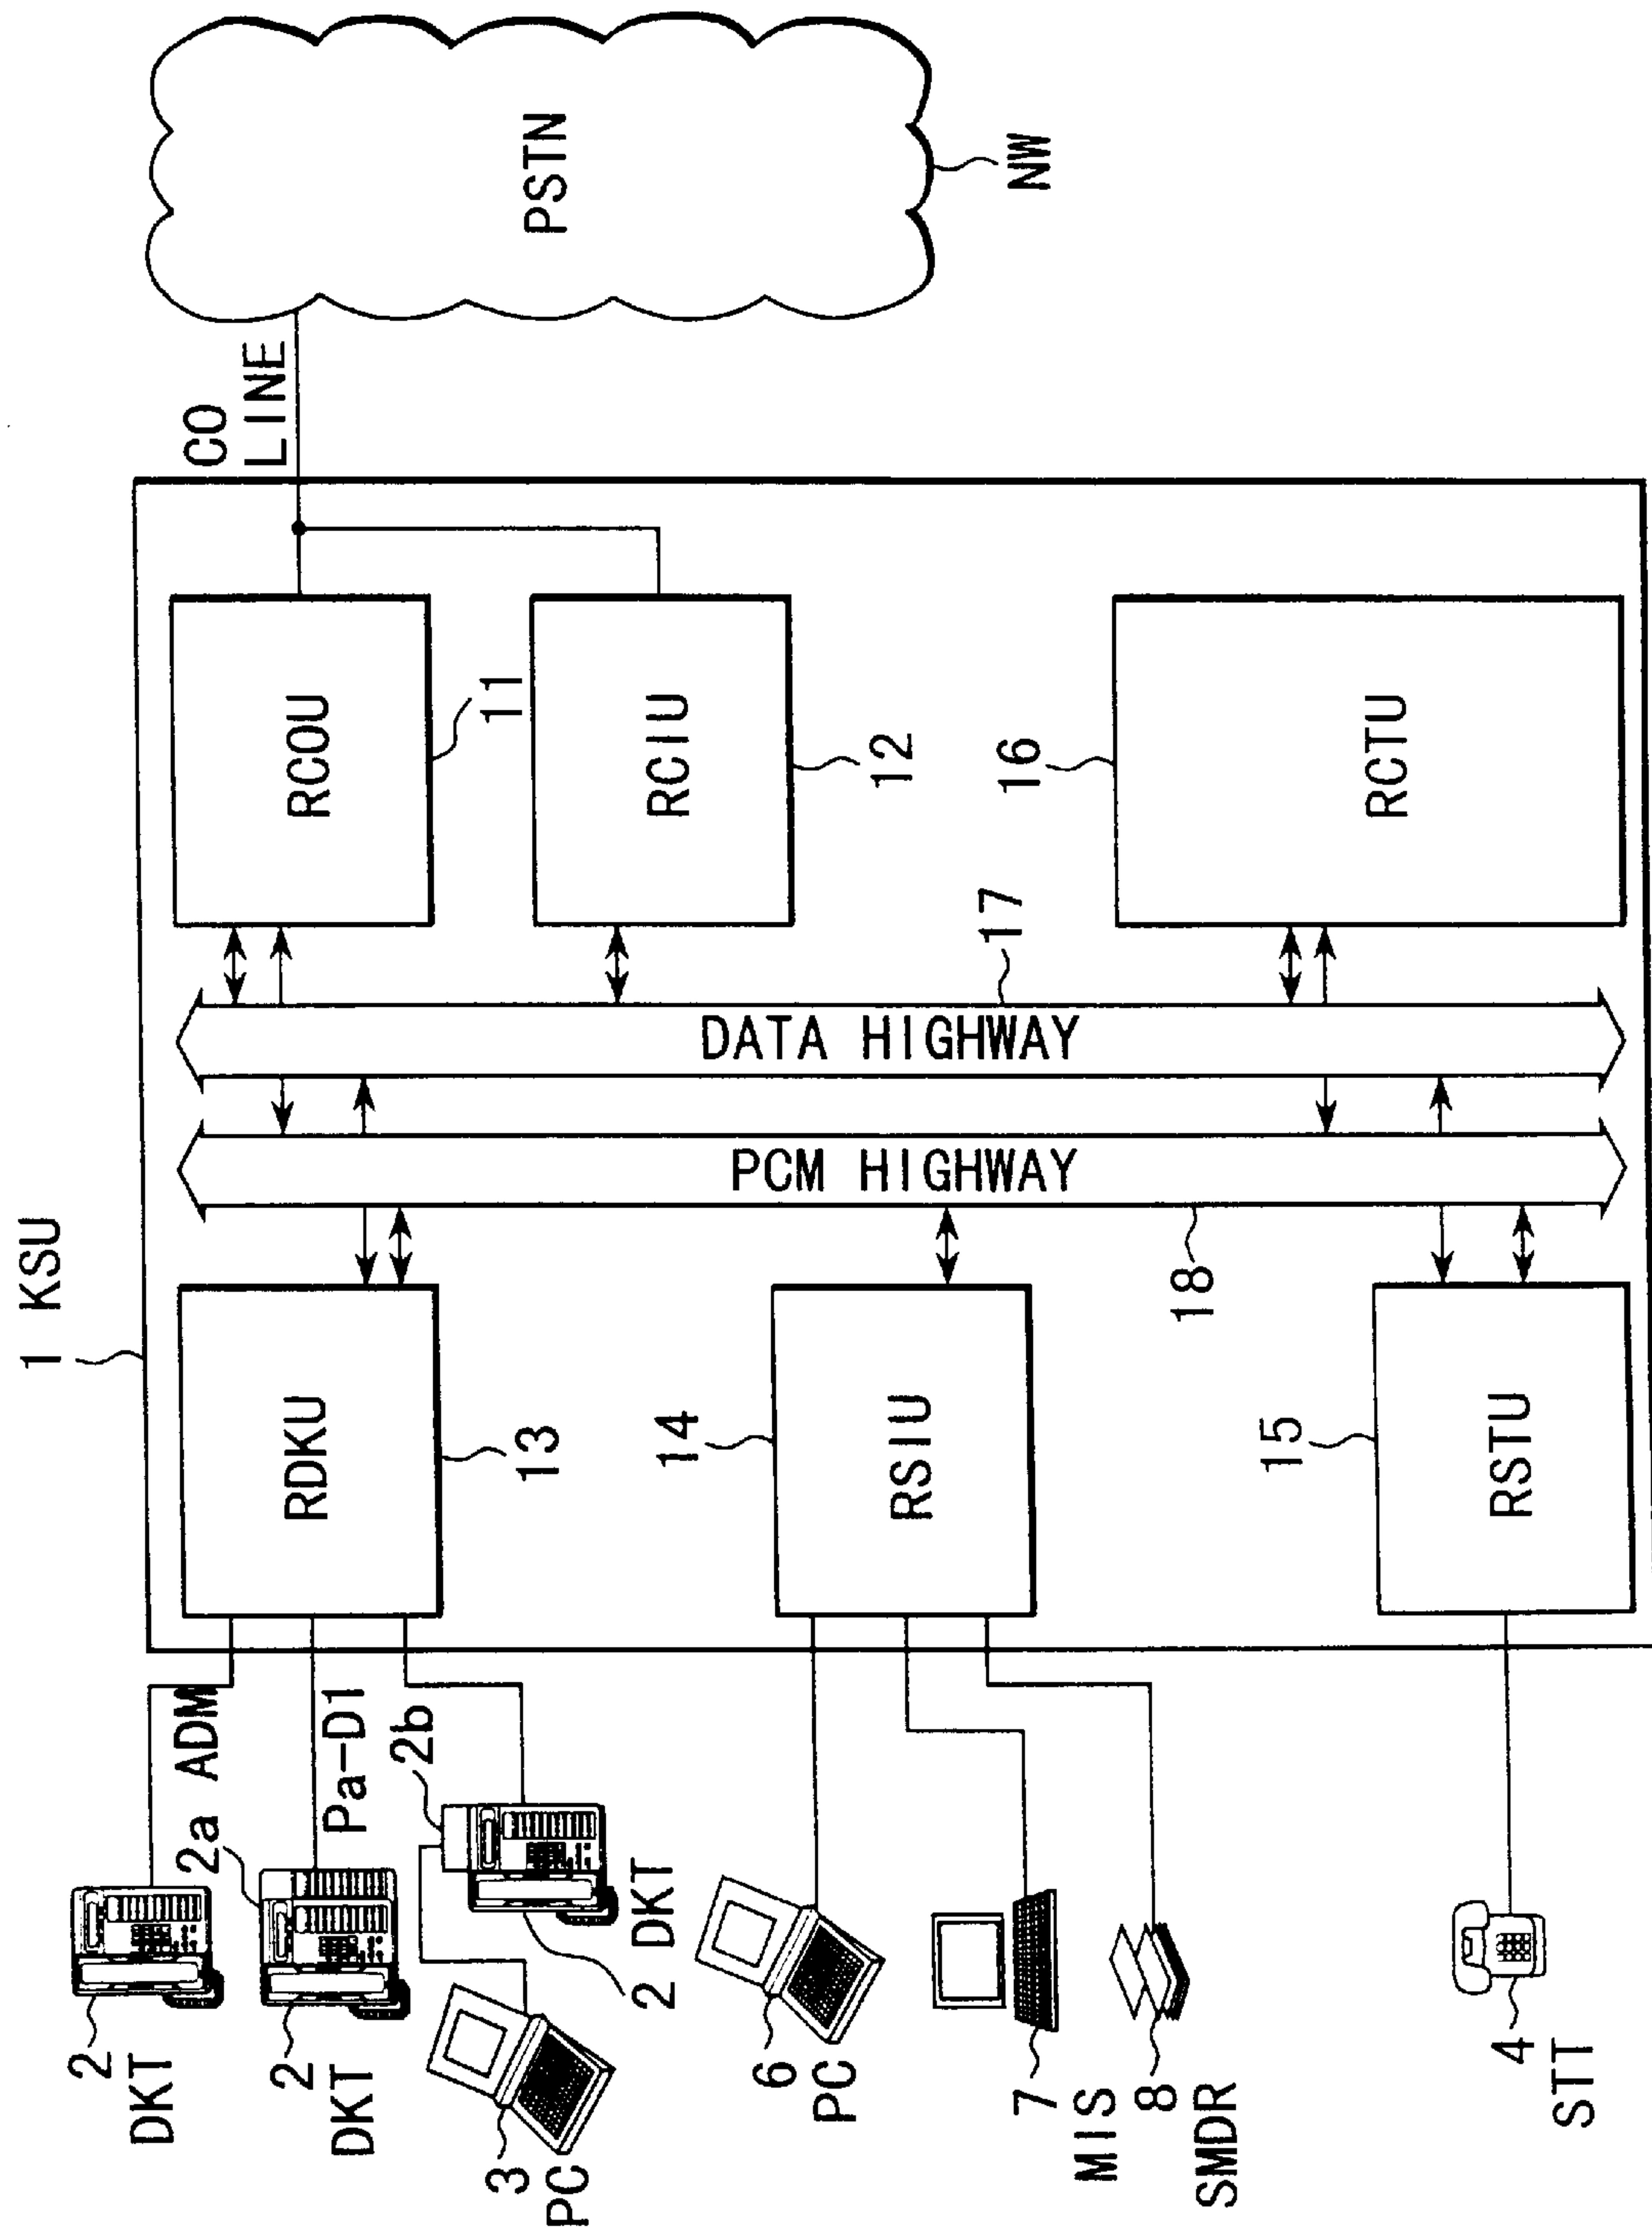 1 KSU
2
DKT
2a ADM
2
DKT
Pa-D1
2b
3
PC
2
DKT
RDKU
13
6
PC
7
MIS
8
SMDR
14
RSIU
4
STT
15
RSTU
PCM HIGHWAY
18
DATA HIGHWAY
17
RCOU
11
RCIU
12
16
RCTU
CO
LINE
PSTN
NW